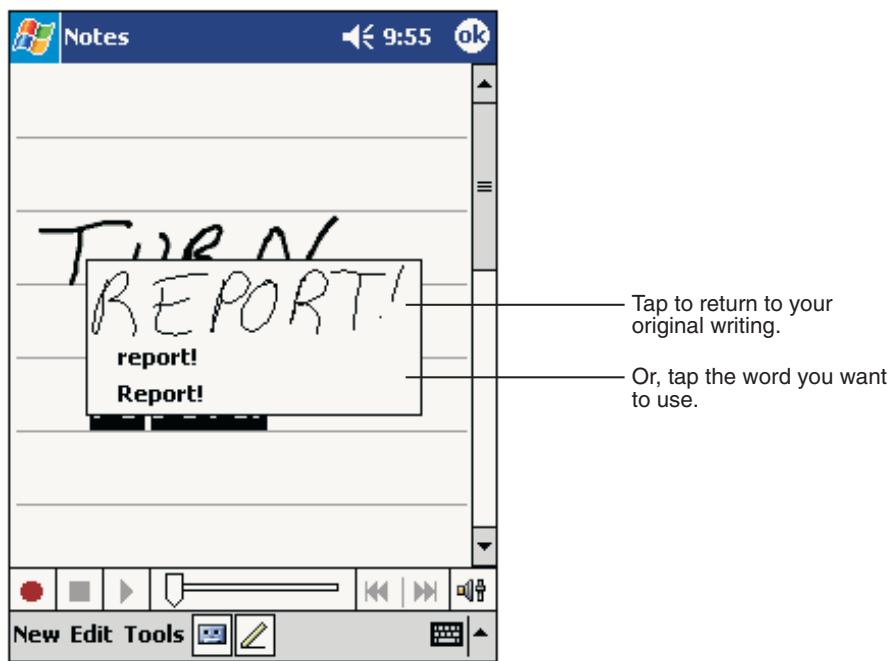 Notes 9:55 ok
TURN
REPORT!
report!
Report!
Tap to return to your
original writing.
Or, tap the word you want
to use.
New Edit Tools